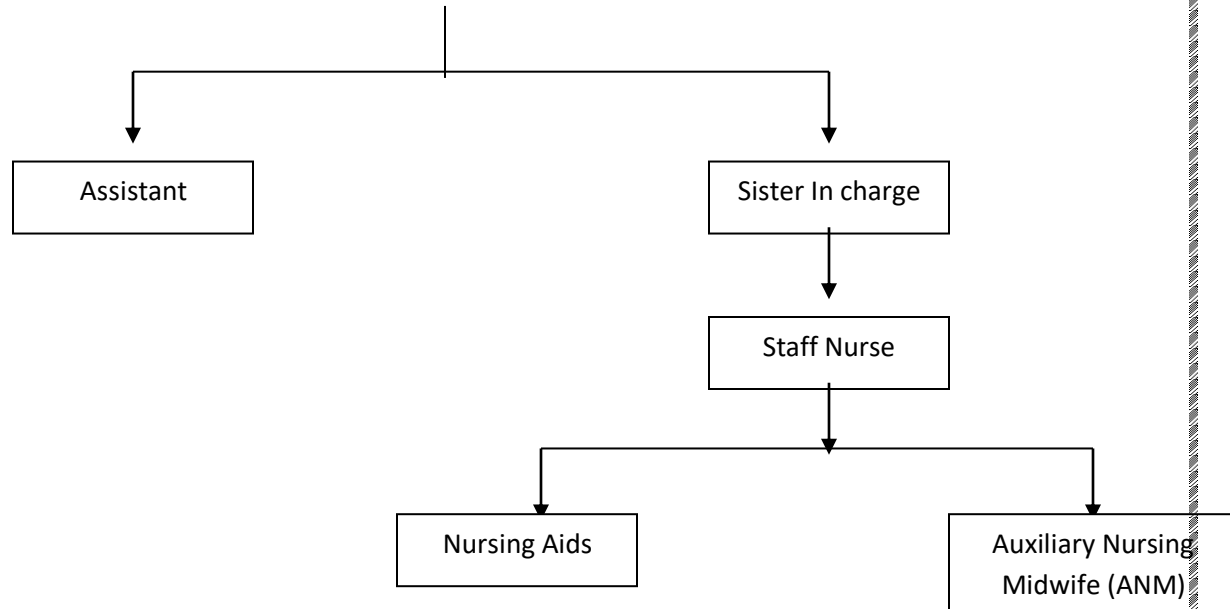 Assistant
Sister In charge
Staff Nurse
Nursing Aids
Auxiliary Nursing
Midwife (ANM)